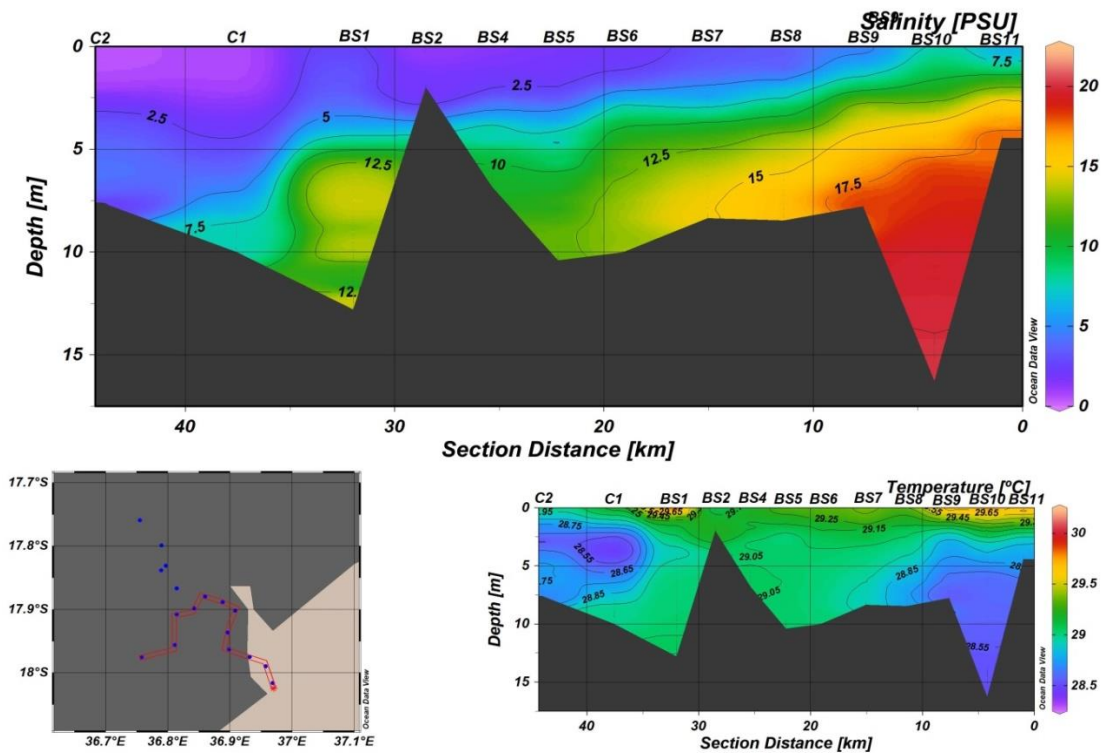 Salinity [PSU]
C2 C1 BS1 BS2 BS4 BS5 BS6 BS7 BS8 BS9 BS10 BS11
0
5
10
15
Depth [m]
2.5 5 12.5 2.5 10 12.5 15 17.5 7.5
7.5
40 30 20 10 0
Section Distance [km]
20
15
10
5
0
Ocean Data View
17.7°S
17.8°S
17.9°S
18°S
36.7°E 36.8°E 36.9°E 37°E 37.1°E
Ocean Data View
Temperature [°C]
C2 C1 BS1 BS2 BS4 BS5 BS6 BS7 BS8 BS9 BS10 BS11
0
5
10
15
Depth [m]
28.75 29.45 29.65 29.25 29.15 29.45 29.65
28.55
28.65 29.05 28.85
28.85 29.05
28.55
40 30 20 10 0
Section Distance [km]
30
29.5
29
28.5
Ocean Data View